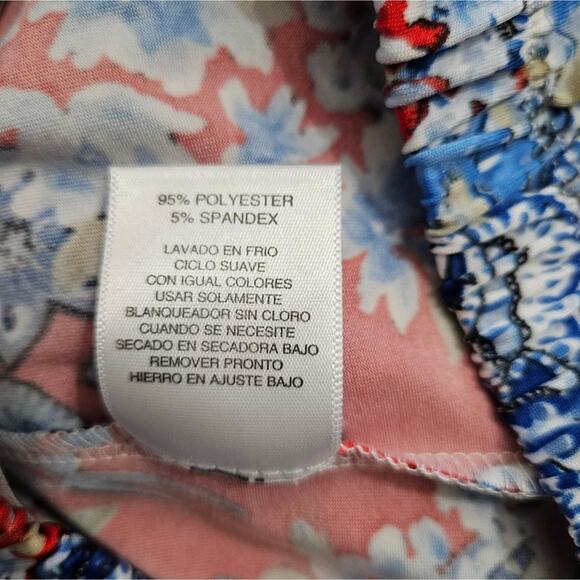 95% POLYESTER
5% SPANDEX
LAVADO EN FRIO
CICLO SUAVE
CON IGUAL COLORES
USAR SOLAMENTE
BLANQUEADOR SIN CLORO
CUANDO SE NECESITE
SECADO EN SECADORA BAJO
REMOVER PRONTO
HIERRO EN AJUSTE BAJO